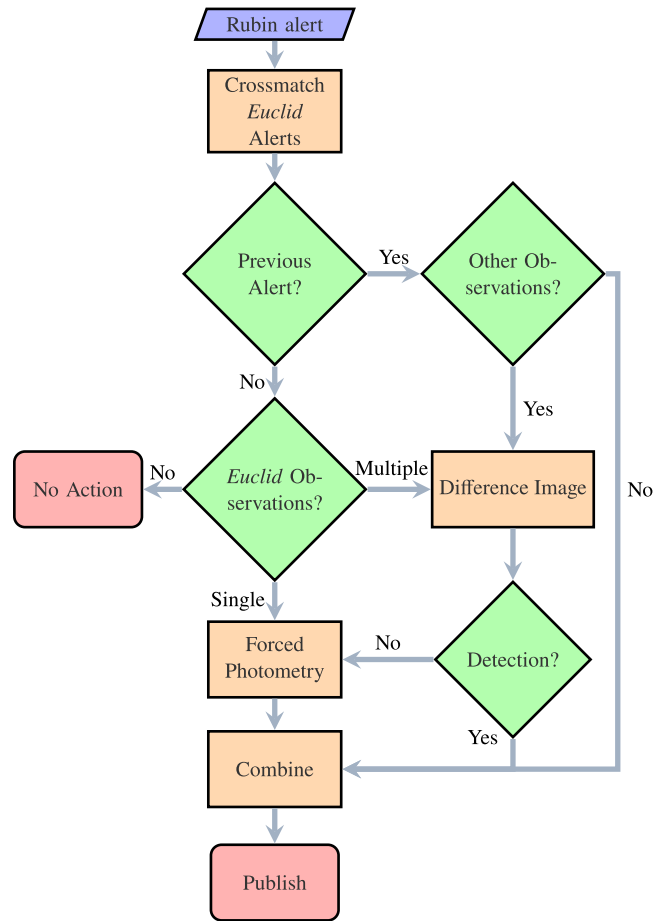 Rubin alert
Crossmatch
Euclid
Alerts
Previous
Alert?
Yes
Other Ob-
servations?
No
Yes
No Action
No
Euclid Ob-
servations?
Multiple
Difference Image
No
Single
Forced
Photometry
No
Detection?
Yes
Combine
Publish